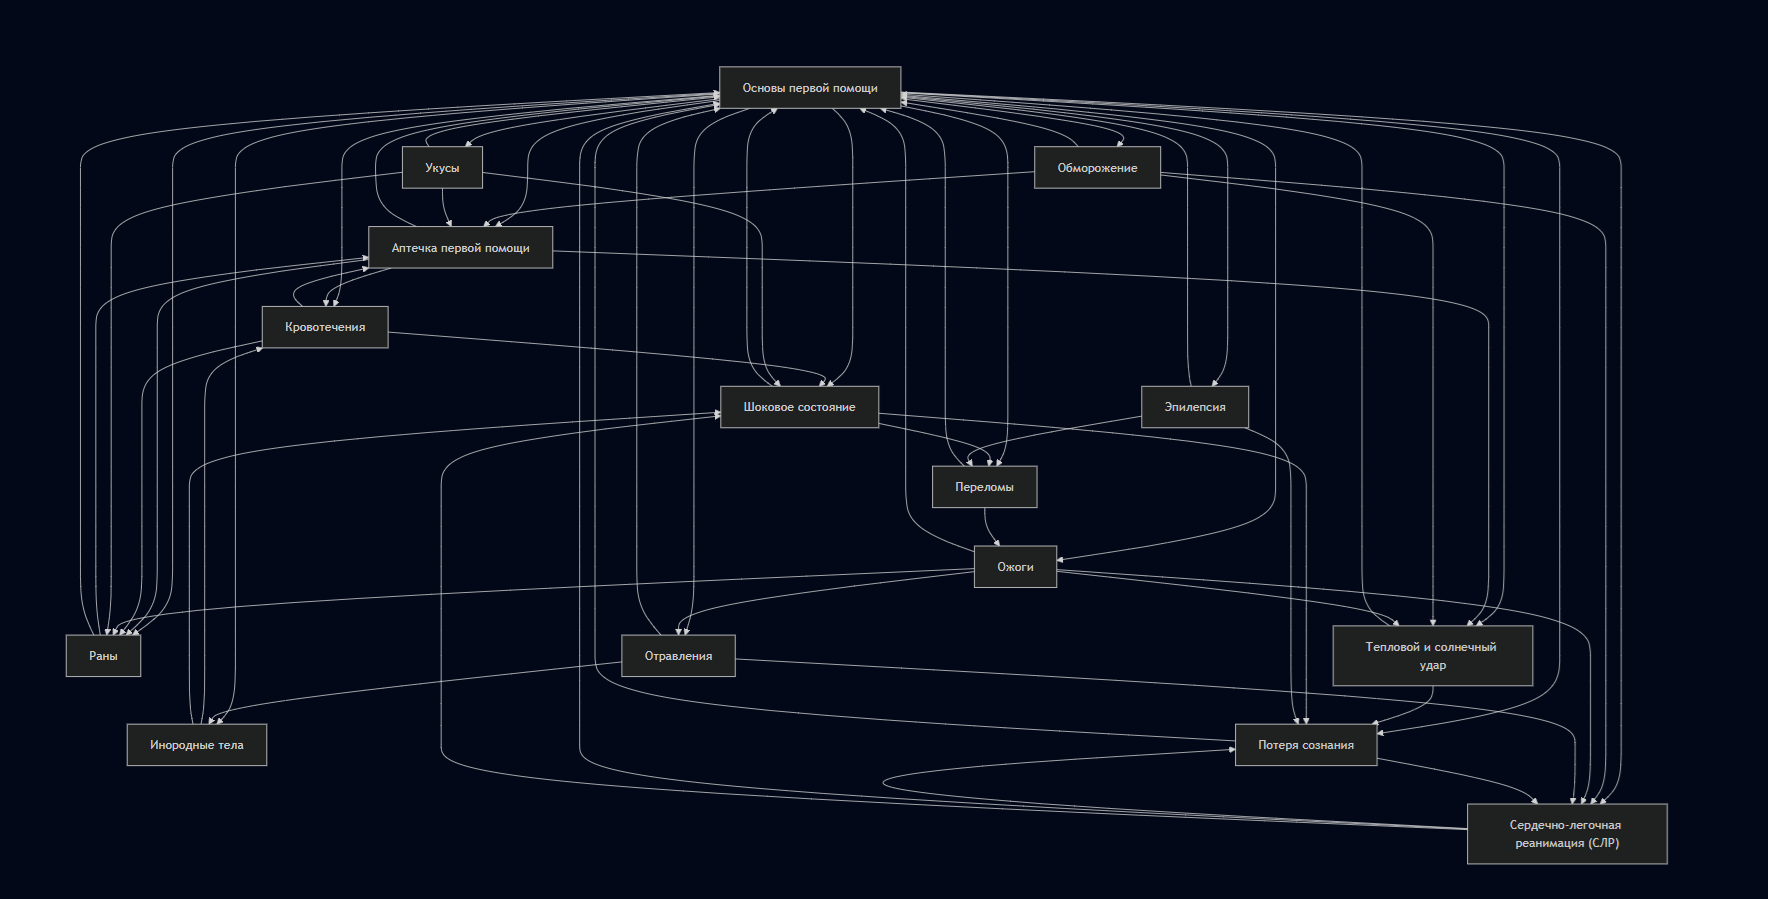 Основы первой помощи
Укусы
Обморожение
Аптечка первой помощи
Кровотечения
Шоковое состояние
Эпилепсия
Переломы
Ожоги
Раны
Отравления
Тепловой и солнечный
удар
Инородные тела
Потеря сознания
Сердечно-легочная
реанимация (СЛР)